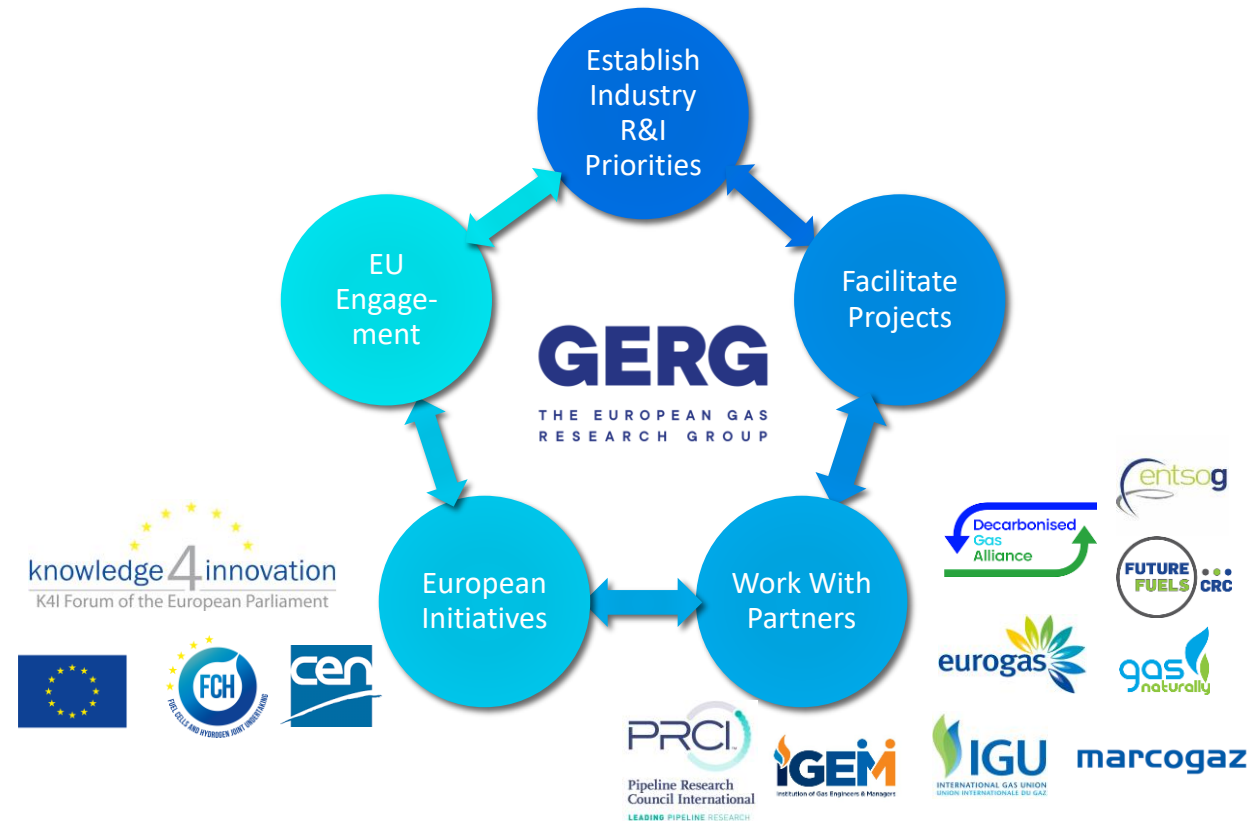 Establish
Industry
R&I
Priorities
EU
Engage-
ment
Facilitate
Projects
GERG
THE EUROPEAN GAS
RESEARCH GROUP
European
Initiatives
Work With
Partners
knowledge4innovation
K4I Forum of the European Parliament
FCH
FUEL CELLS AND HYDROGEN JOINT UNDERTAKING
cen
entsog
Decarbonised
Gas
Alliance
FUTURE
FUELS CRC
eurogas
gas
naturally
PRCI™
Pipeline Research
Council International
LEADING PIPELINE RESEARCH
IGEM
Institution of Gas Engineers & Managers
IGU
INTERNATIONAL GAS UNION
UNION INTERNATIONALE DU GAZ
marcogaz